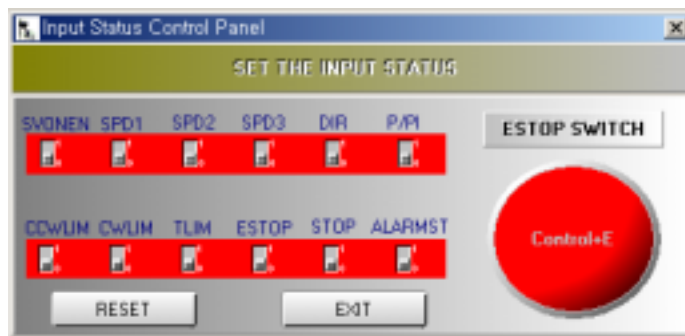 Input Status Control Panel
SET THE INPUT STATUS
SVONEN SPD1 SPD2 SPD3 DIR P/PI
ESTOP SWITCH
Control+E
CCWLIM CWLIM TLIM ESTOP STOP ALARMST
RESET EXIT